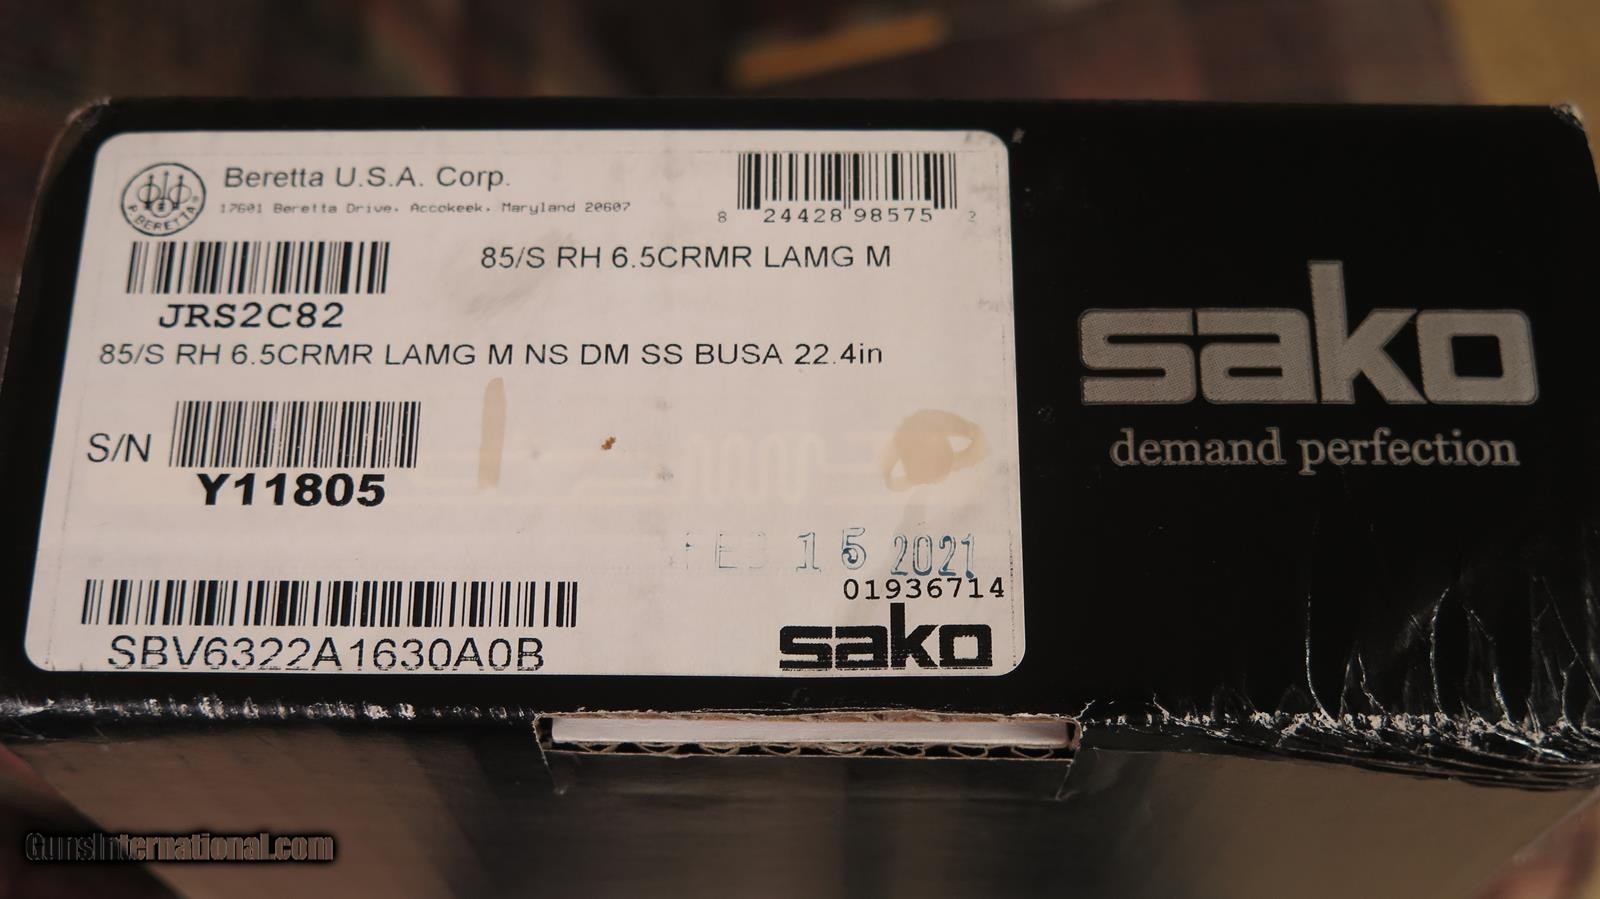 Beretta U.S.A. Corp.
17601 Beretta Drive, Accokeek, Maryland 20607
P. BERETTA
8 24428 98575 2
85/S RH 6.5CRMR LAMG M
JRS2C82
85/S RH 6.5CRMR LAMG M NS DM SS BUSA 22.4in
S/N
Y11805
FEB 15 2021
01936714
SBV6322A1630A0B
sako
sako
demand perfection
GunsInternational.com